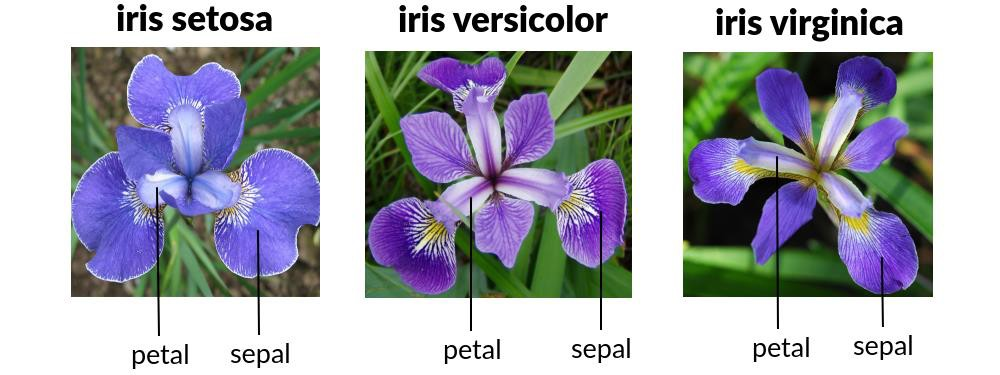 iris setosa
iris versicolor
iris virginica
petal
sepal
petal
sepal
petal
sepal